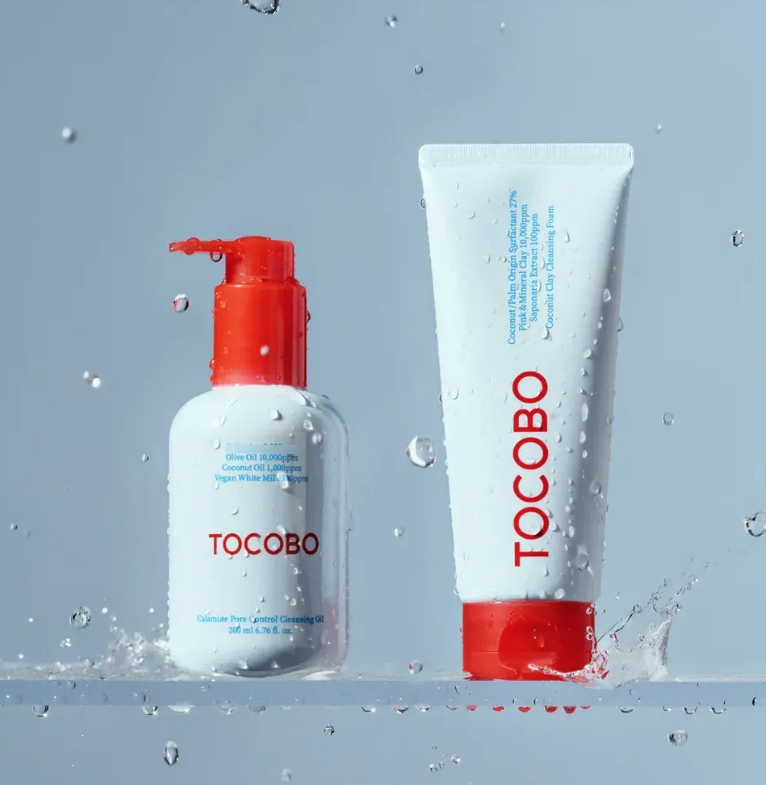 Olive Oil 10,000ppm
Coconut Oil 1,000ppm
Vegan White Milk 100ppm
TOCOBO
Calamine Pore Control Cleansing Oil
200 ml 6.76 fl. oz.
Coconut/Palm Origin Surfactant 27%
Pink & Mineral Clay 10,000ppm
Saponaria Extract 100ppm
Coconut Clay Cleansing Foam
TOCOBO